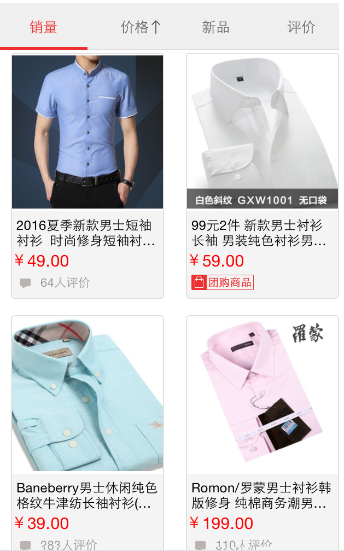 销量 价格↑ 新品 评价
白色斜纹 GXW1001 无口袋
2016夏季新款男士短袖
衬衫 时尚修身短袖衬...
¥ 49.00
64人评价
99元2件 新款男士衬衫
长袖 男装纯色衬衫男...
¥ 59.00
团购商品
羅蒙
Baneberry男士休闲纯色
格纹牛津纺长袖衬衫(...
¥ 39.00
283人评价
Romon/罗蒙男士衬衫韩
版修身 纯棉商务潮男...
¥ 199.00
110人评价